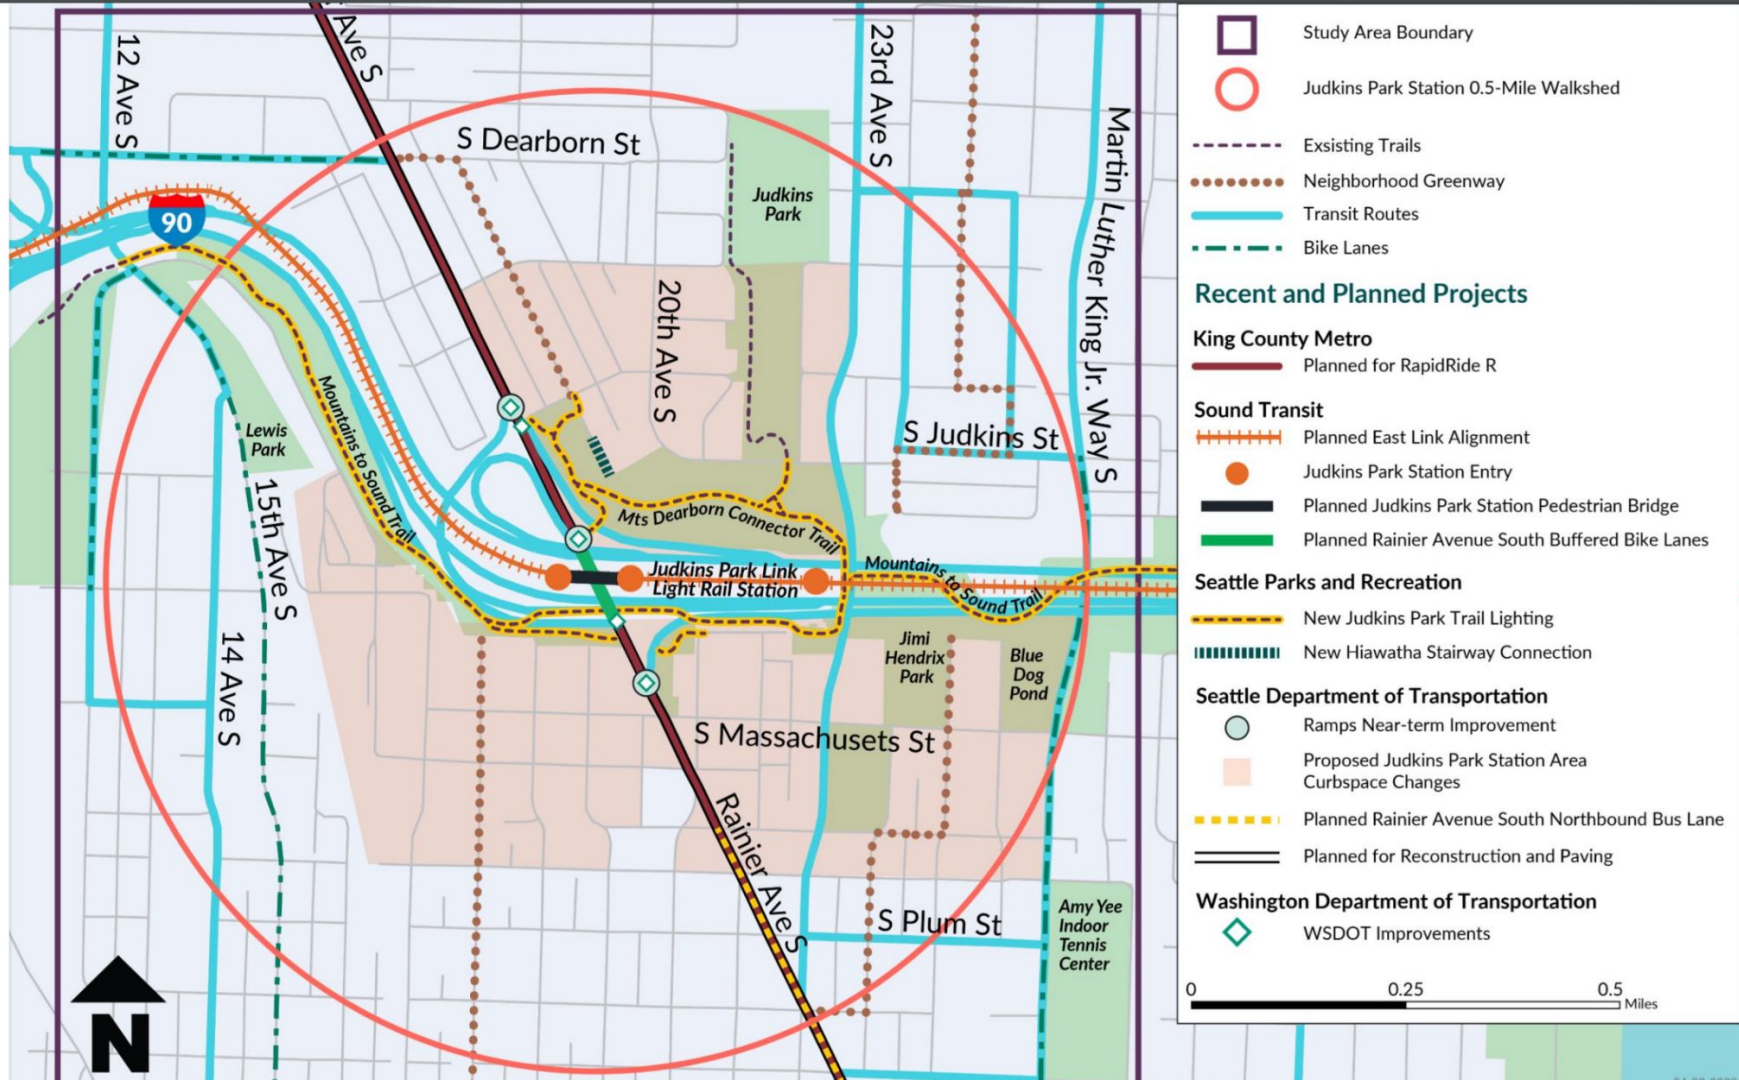 12 Ave S
Ave S
23rd Ave S
Martin Luther King Jr. Way S
S Dearborn St
Judkins
Park
90
20th Ave S
Mountains to Sound Trail
Lewis
Park
S Judkins St
15th Ave S
Mts Dearborn Connector Trail
Mountains to Sound Trail
Judkins Park Link
Light Rail Station
14 Ave S
Jimi
Hendrix
Park
Blue
Dog
Pond
S Massachusets St
Rainier Ave S
S Plum St
Amy Yee
Indoor
Tennis
Center
N
Study Area Boundary
Judkins Park Station 0.5-Mile Walkshed
Exsisting Trails
Neighborhood Greenway
Transit Routes
Bike Lanes
Recent and Planned Projects
King County Metro
Planned for RapidRide R
Sound Transit
Planned East Link Alignment
Judkins Park Station Entry
Planned Judkins Park Station Pedestrian Bridge
Planned Rainier Avenue South Buffered Bike Lanes
Seattle Parks and Recreation
New Judkins Park Trail Lighting
New Hiawatha Stairway Connection
Seattle Department of Transportation
Ramps Near-term Improvement
Proposed Judkins Park Station Area
Curbspace Changes
Planned Rainier Avenue South Northbound Bus Lane
Planned for Reconstruction and Paving
Washington Department of Transportation
WSDOT Improvements
0 0.25 0.5
Miles